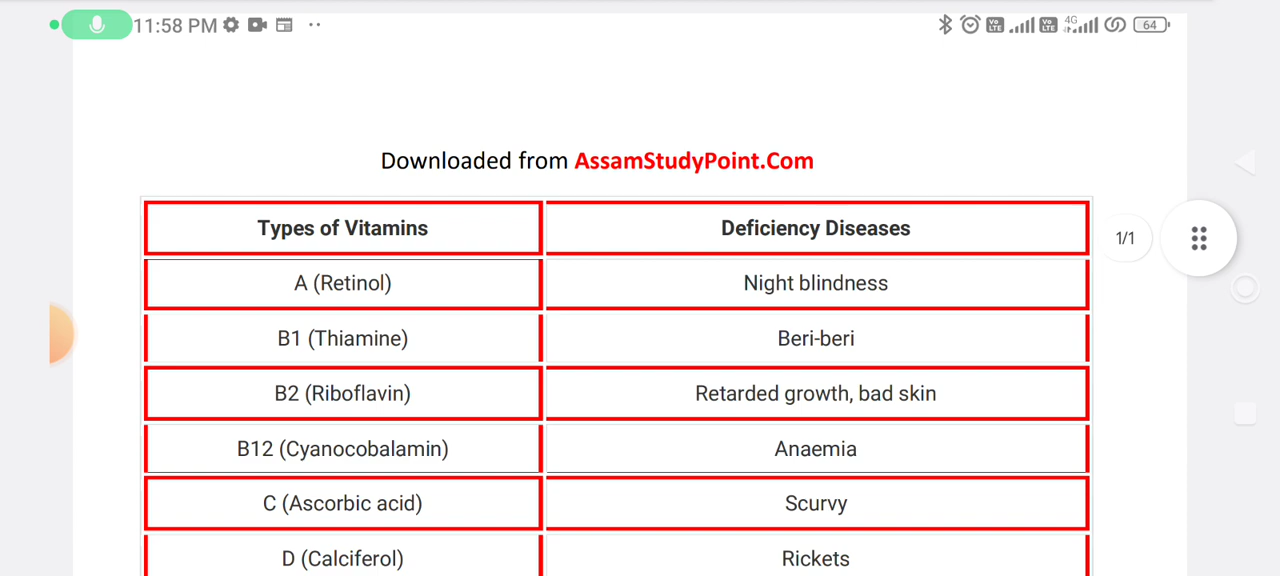 11:58 PM
4G
64
Downloaded from AssamStudyPoint.Com
Types of Vitamins Deficiency Diseases
1/1
A (Retinol) Night blindness
B1 (Thiamine) Beri-beri
B2 (Riboflavin) Retarded growth, bad skin
B12 (Cyanocobalamin) Anaemia
C (Ascorbic acid) Scurvy
D (Calciferol) Rickets